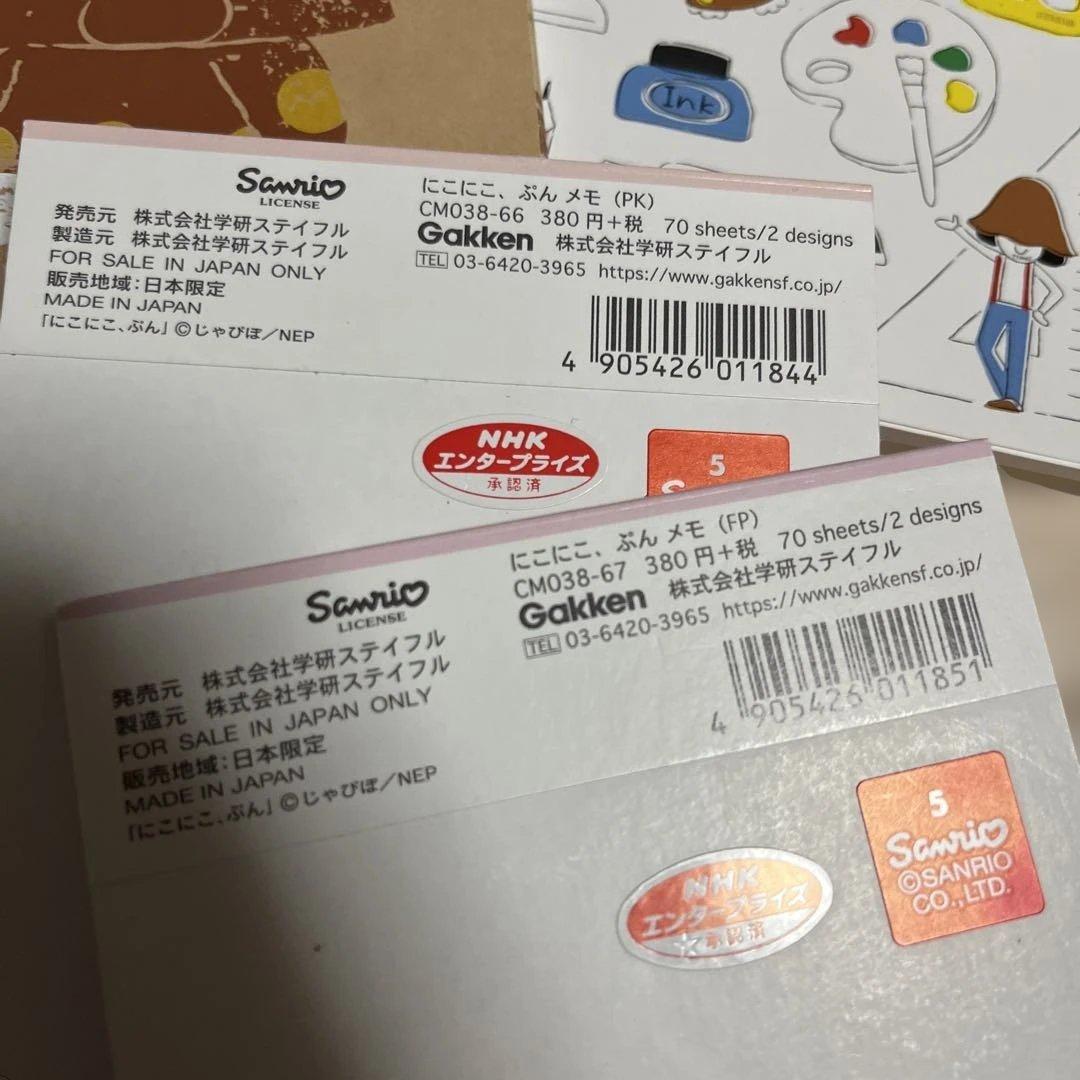 Ink
Sanrio
LICENSE
発売元 株式会社学研ステイフル
製造元 株式会社学研ステイフル
FOR SALE IN JAPAN ONLY
販売地域:日本限定
MADE IN JAPAN
「にこにこ、ぷん」©じゃぴぽ/NEP
にこにこ、ぷん メモ (PK)
CM038-66 380円+税 70 sheets/2 designs
Gakken 株式会社学研ステイフル
TEL 03-6420-3965 https://www.gakkensf.co.jp/
4 905426 011844
NHK
エンタープライズ
承認済
5
Sanrio
LICENSE
発売元 株式会社学研ステイフル
製造元 株式会社学研ステイフル
FOR SALE IN JAPAN ONLY
販売地域:日本限定
MADE IN JAPAN
「にこにこ、ぷん」©じゃぴぽ/NEP
にこにこ、ぷん メモ (FP)
CM038-67 380円+税 70 sheets/2 designs
Gakken 株式会社学研ステイフル
TEL 03-6420-3965 https://www.gakkensf.co.jp/
4 905426 011851
NHK
エンタープライズ
承認済
5
Sanrio
©SANRIO
CO.,LTD.